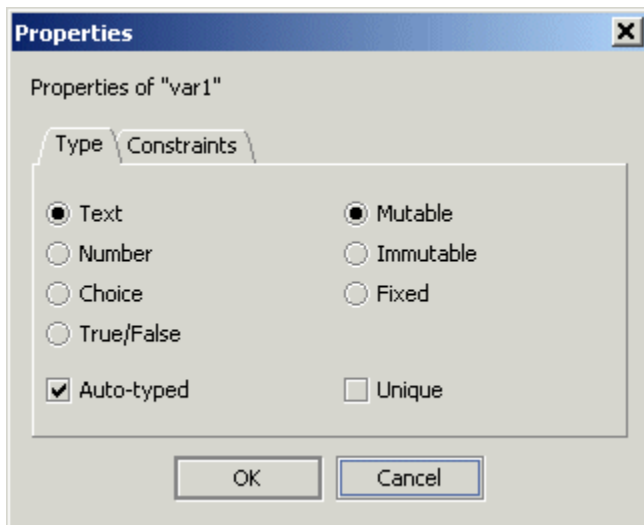 Properties
Properties of "var1"
Type Constraints
Text Mutable
Number Immutable
Choice Fixed
True/False
Auto-typed Unique
OK Cancel